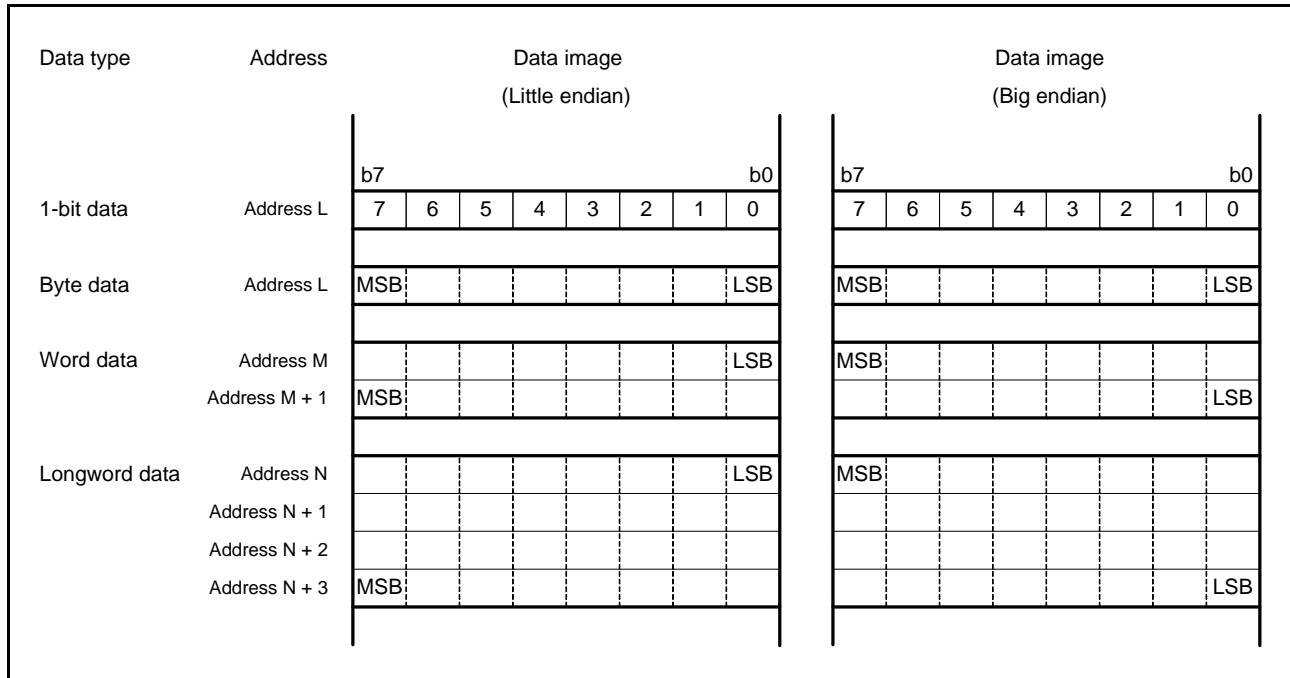 Data type Address Data image Data image
(Little endian) (Big endian)
b7 b0 b7 b0
1-bit data Address L 7 6 5 4 3 2 1 0 7 6 5 4 3 2 1 0
Byte data Address L MSB LSB MSB LSB
Word data Address M LSB MSB
Address M + 1 MSB LSB
Longword data Address N LSB MSB
Address N + 1
Address N + 2
Address N + 3 MSB LSB